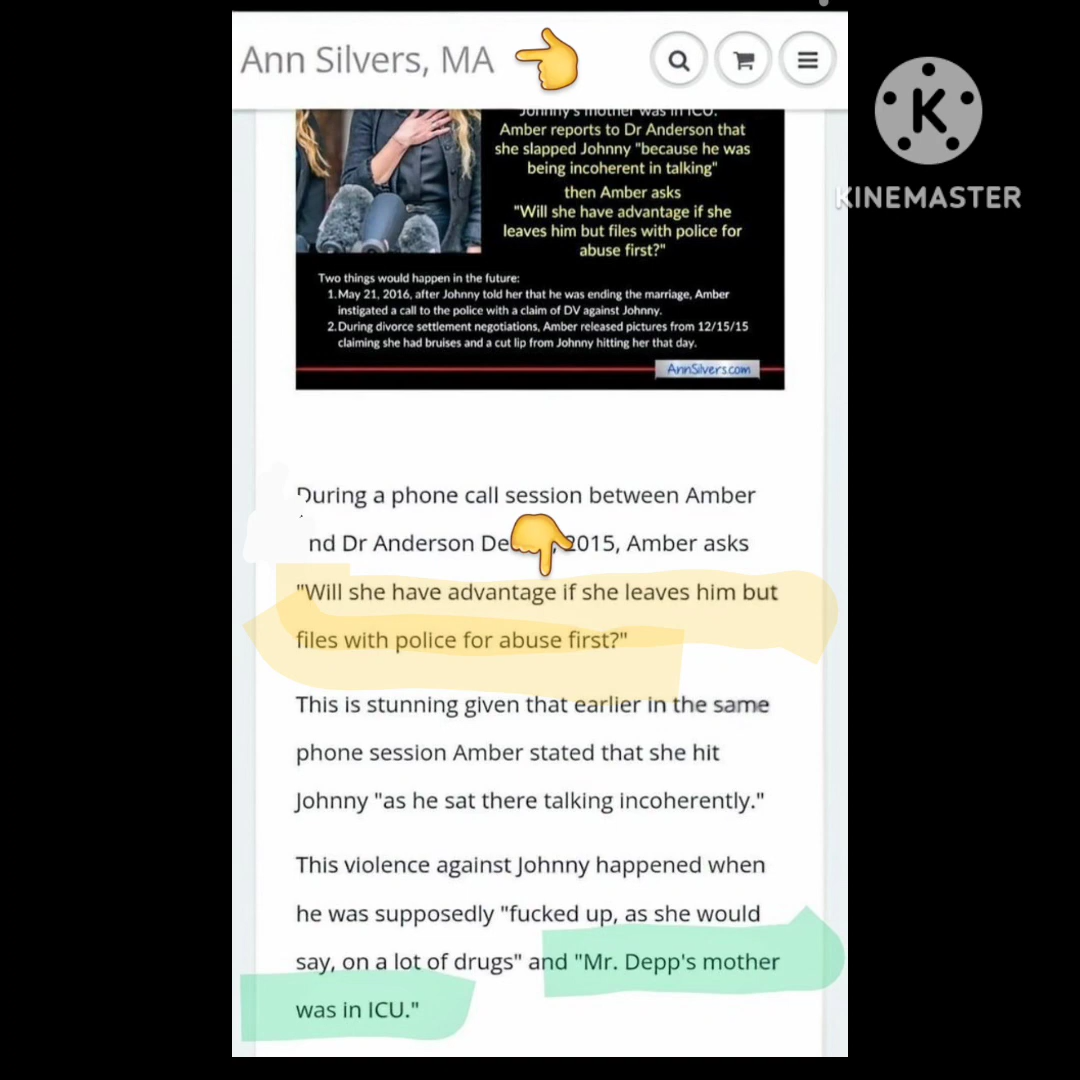 Ann Silvers, MA
K
KINEMASTER
Johnny's mother was in ICU.
Amber reports to Dr Anderson that
she slapped Johnny "because he was
being incoherent in talking"
then Amber asks
"Will she have advantage if she
leaves him but files with police for
abuse first?"
Two things would happen in the future:
1. May 21, 2016, after Johnny told her that he was ending the marriage, Amber
instigated a call to the police with a claim of DV against Johnny.
2. During divorce settlement negotiations, Amber released pictures from 12/15/15
claiming she had bruises and a cut lip from Johnny hitting her that day.
AnnSilvers.com
During a phone call session between Amber
nd Dr Anderson De 2015, Amber asks
"Will she have advantage if she leaves him but
files with police for abuse first?"
This is stunning given that earlier in the same
phone session Amber stated that she hit
Johnny "as he sat there talking incoherently."
This violence against Johnny happened when
he was supposedly "fucked up, as she would
say, on a lot of drugs" and "Mr. Depp's mother
was in ICU."